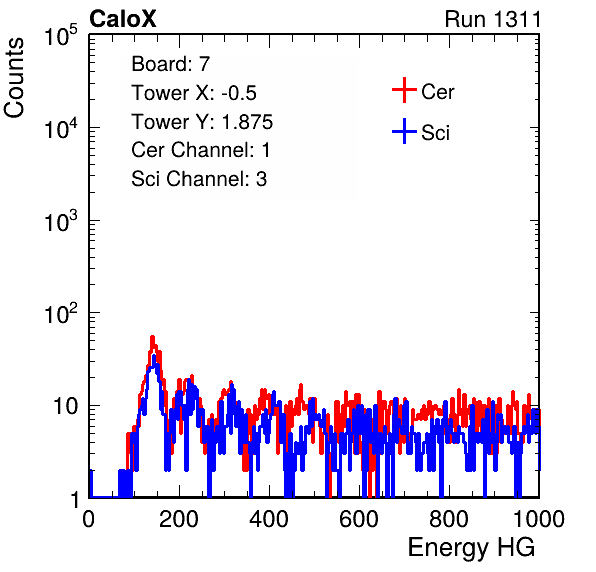 CaloX Run 1311
10^5
Counts
Board: 7
Tower X: -0.5
Tower Y: 1.875
Cer Channel: 1
Sci Channel: 3
Cer
Sci
10^4
10^3
10^2
10
1
0 200 400 600 800 1000
Energy HG